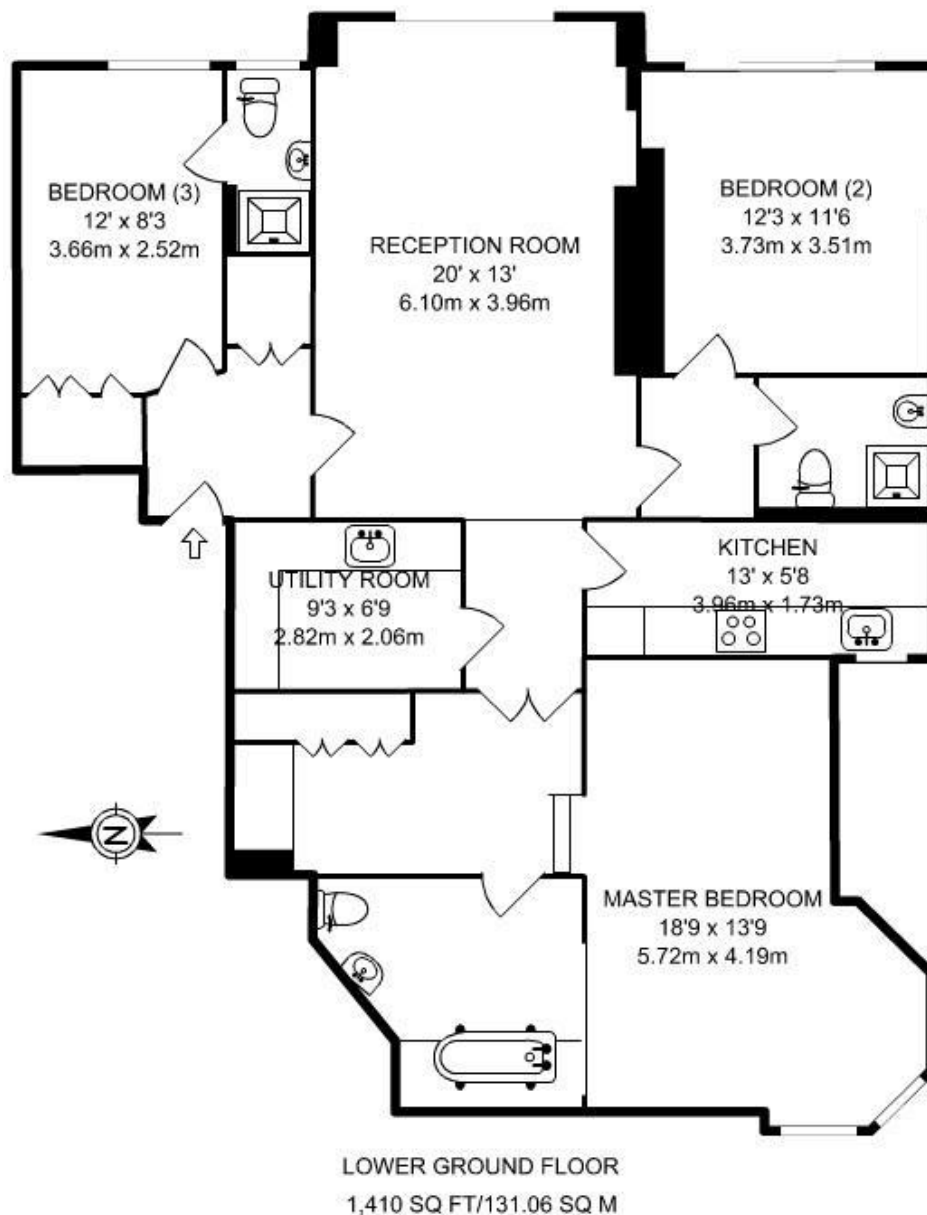 BEDROOM (3)
12' x 8'3
3.66m x 2.52m
RECEPTION ROOM
20' x 13'
6.10m x 3.96m
BEDROOM (2)
12'3 x 11'6
3.73m x 3.51m
UTILITY ROOM
9'3 x 6'9
2.82m x 2.06m
KITCHEN
13' x 5'8
3.96m x 1.73m
N
MASTER BEDROOM
18'9 x 13'9
5.72m x 4.19m
LOWER GROUND FLOOR
1,410 SQ FT/131.06 SQ M